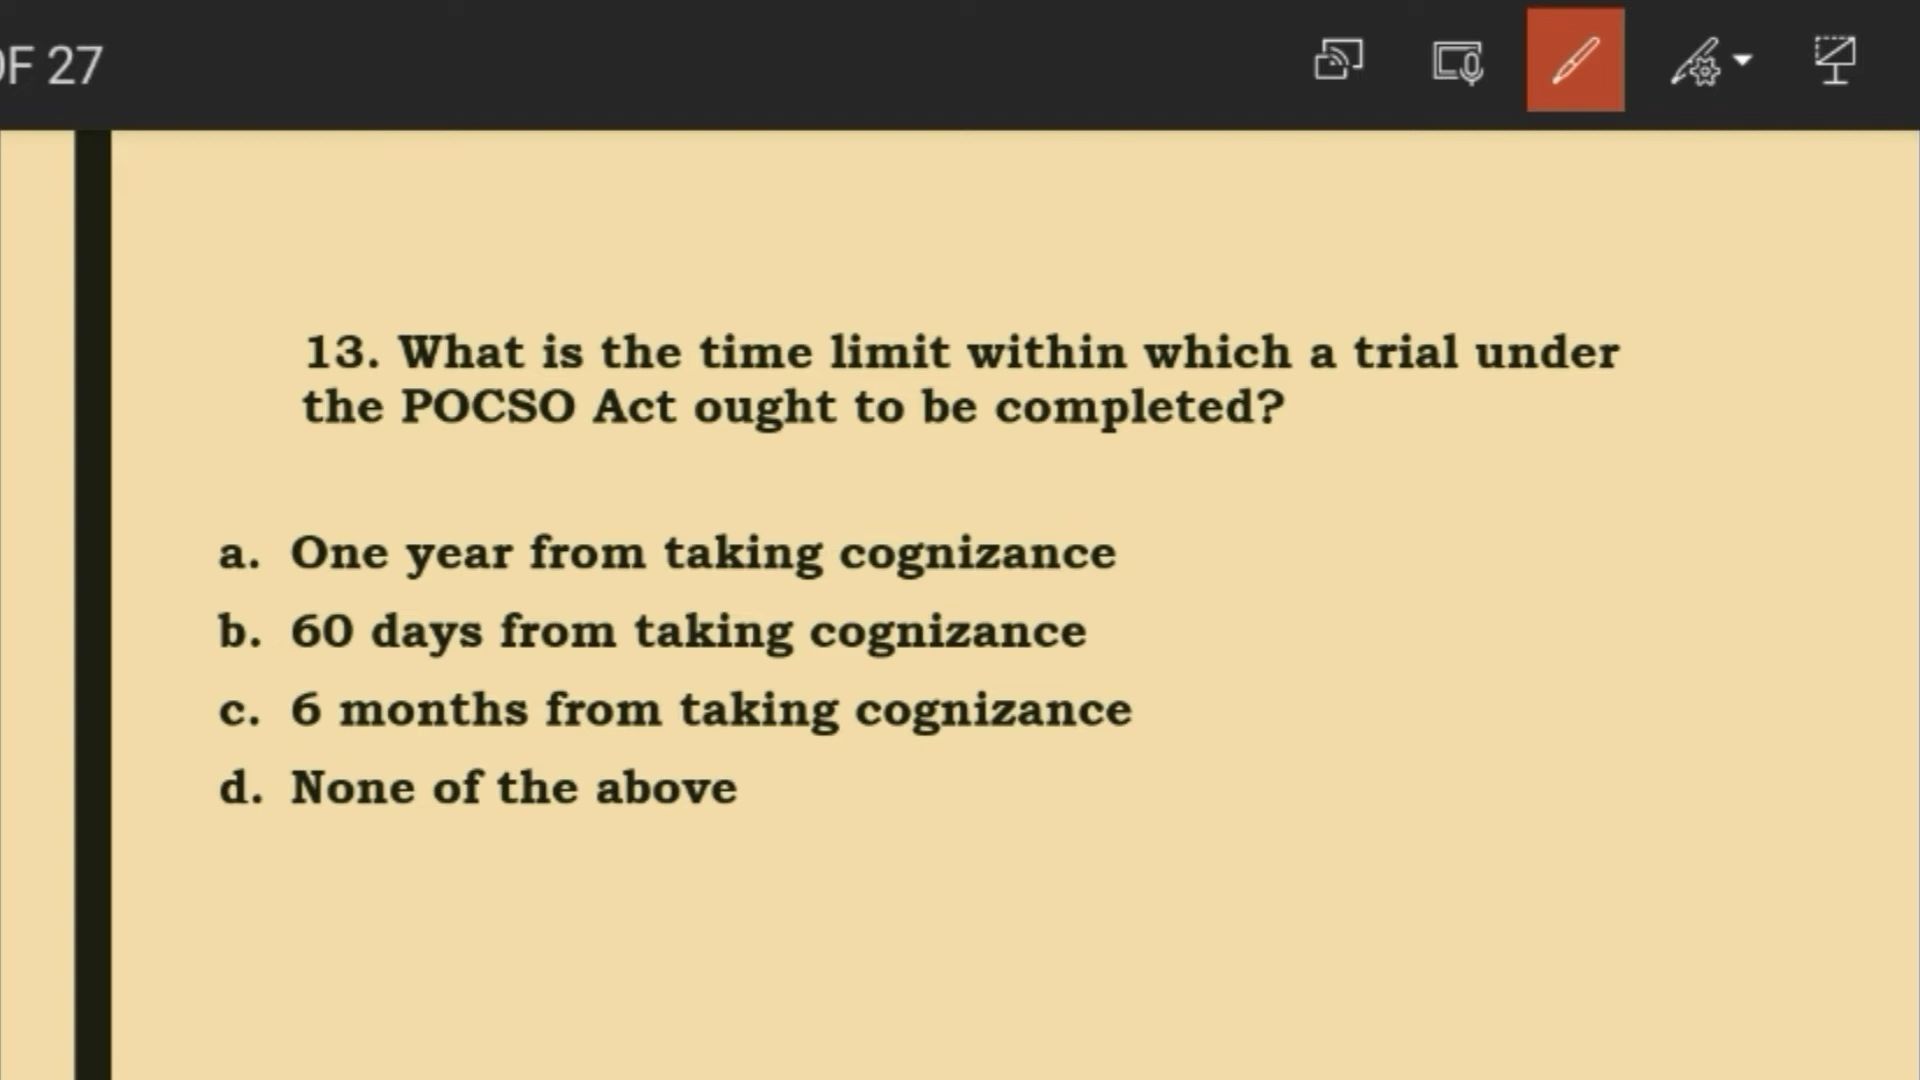 OF 27
13. What is the time limit within which a trial under
the POCSO Act ought to be completed?
a. One year from taking cognizance
b. 60 days from taking cognizance
c. 6 months from taking cognizance
d. None of the above